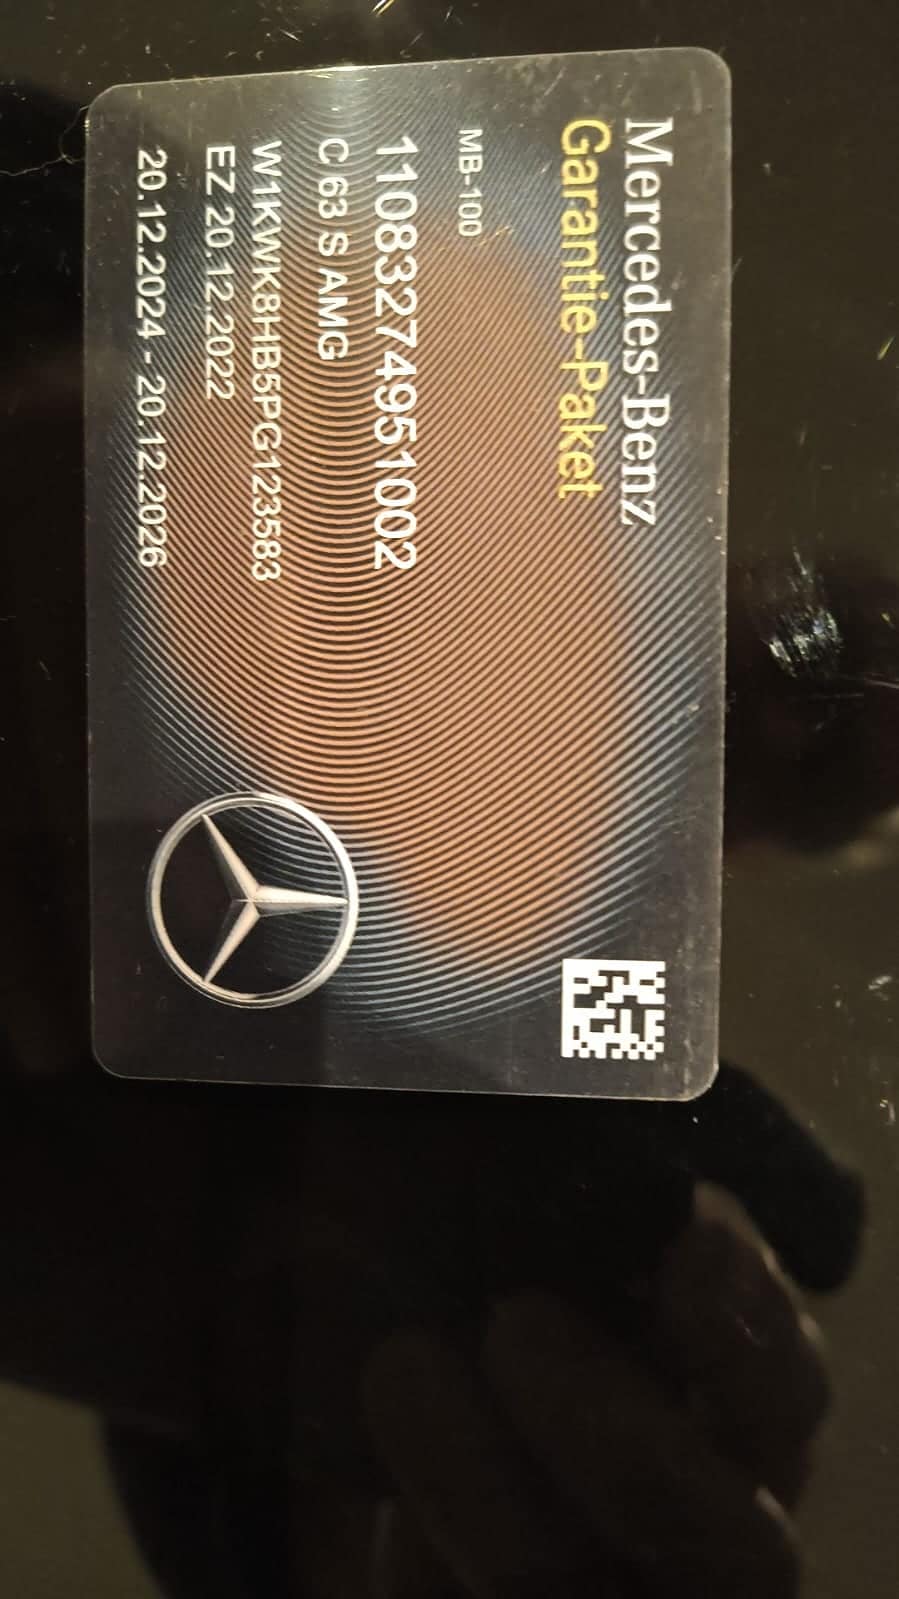 Mercedes-Benz
Garantie-Paket
MB-100
11083274951002
C 63 S AMG
W1KWK8HB5PG123583
EZ 20.12.2022
20.12.2024 - 20.12.2026